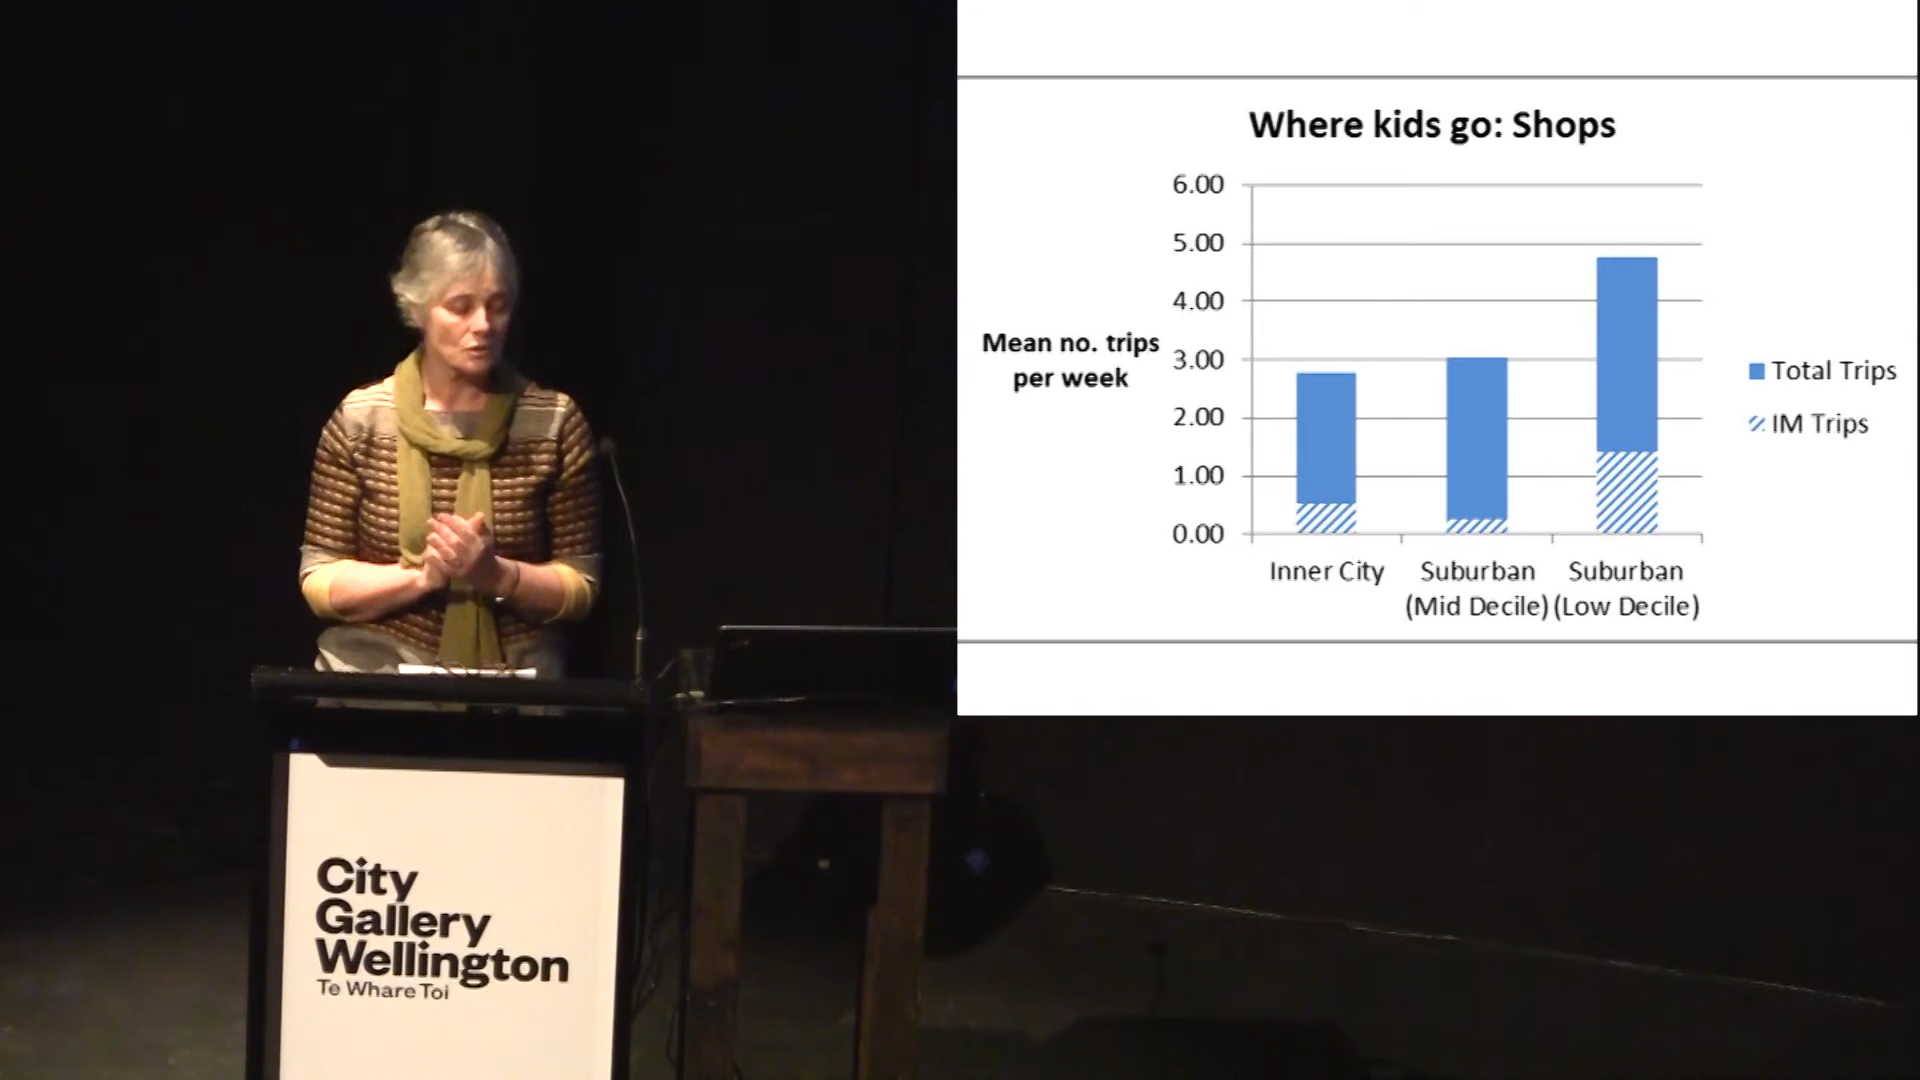 Where kids go: Shops
6.00
5.00
4.00
3.00
2.00
1.00
0.00
Mean no. trips
per week
Total Trips
IM Trips
Inner City
Suburban
(Mid Decile)
Suburban
(Low Decile)
City
Gallery
Wellington
Te Whare Toi